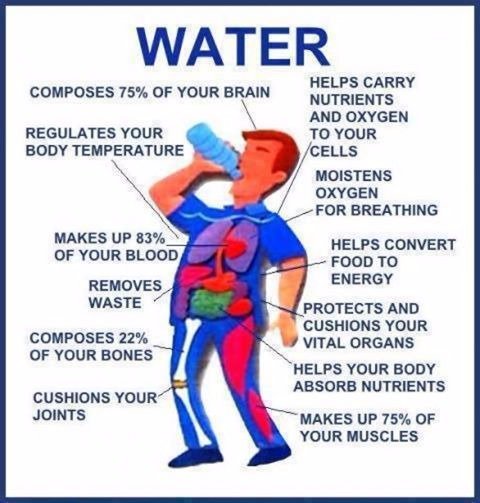 WATER
COMPOSES 75% OF YOUR BRAIN
HELPS CARRY
NUTRIENTS
AND OXYGEN
TO YOUR
CELLS
REGULATES YOUR
BODY TEMPERATURE
MOISTENS
OXYGEN
FOR BREATHING
MAKES UP 83%
OF YOUR BLOOD
HELPS CONVERT
FOOD TO
ENERGY
REMOVES
WASTE
PROTECTS AND
CUSHIONS YOUR
VITAL ORGANS
COMPOSES 22%
OF YOUR BONES
HELPS YOUR BODY
ABSORB NUTRIENTS
CUSHIONS YOUR
JOINTS
MAKES UP 75% OF
YOUR MUSCLES